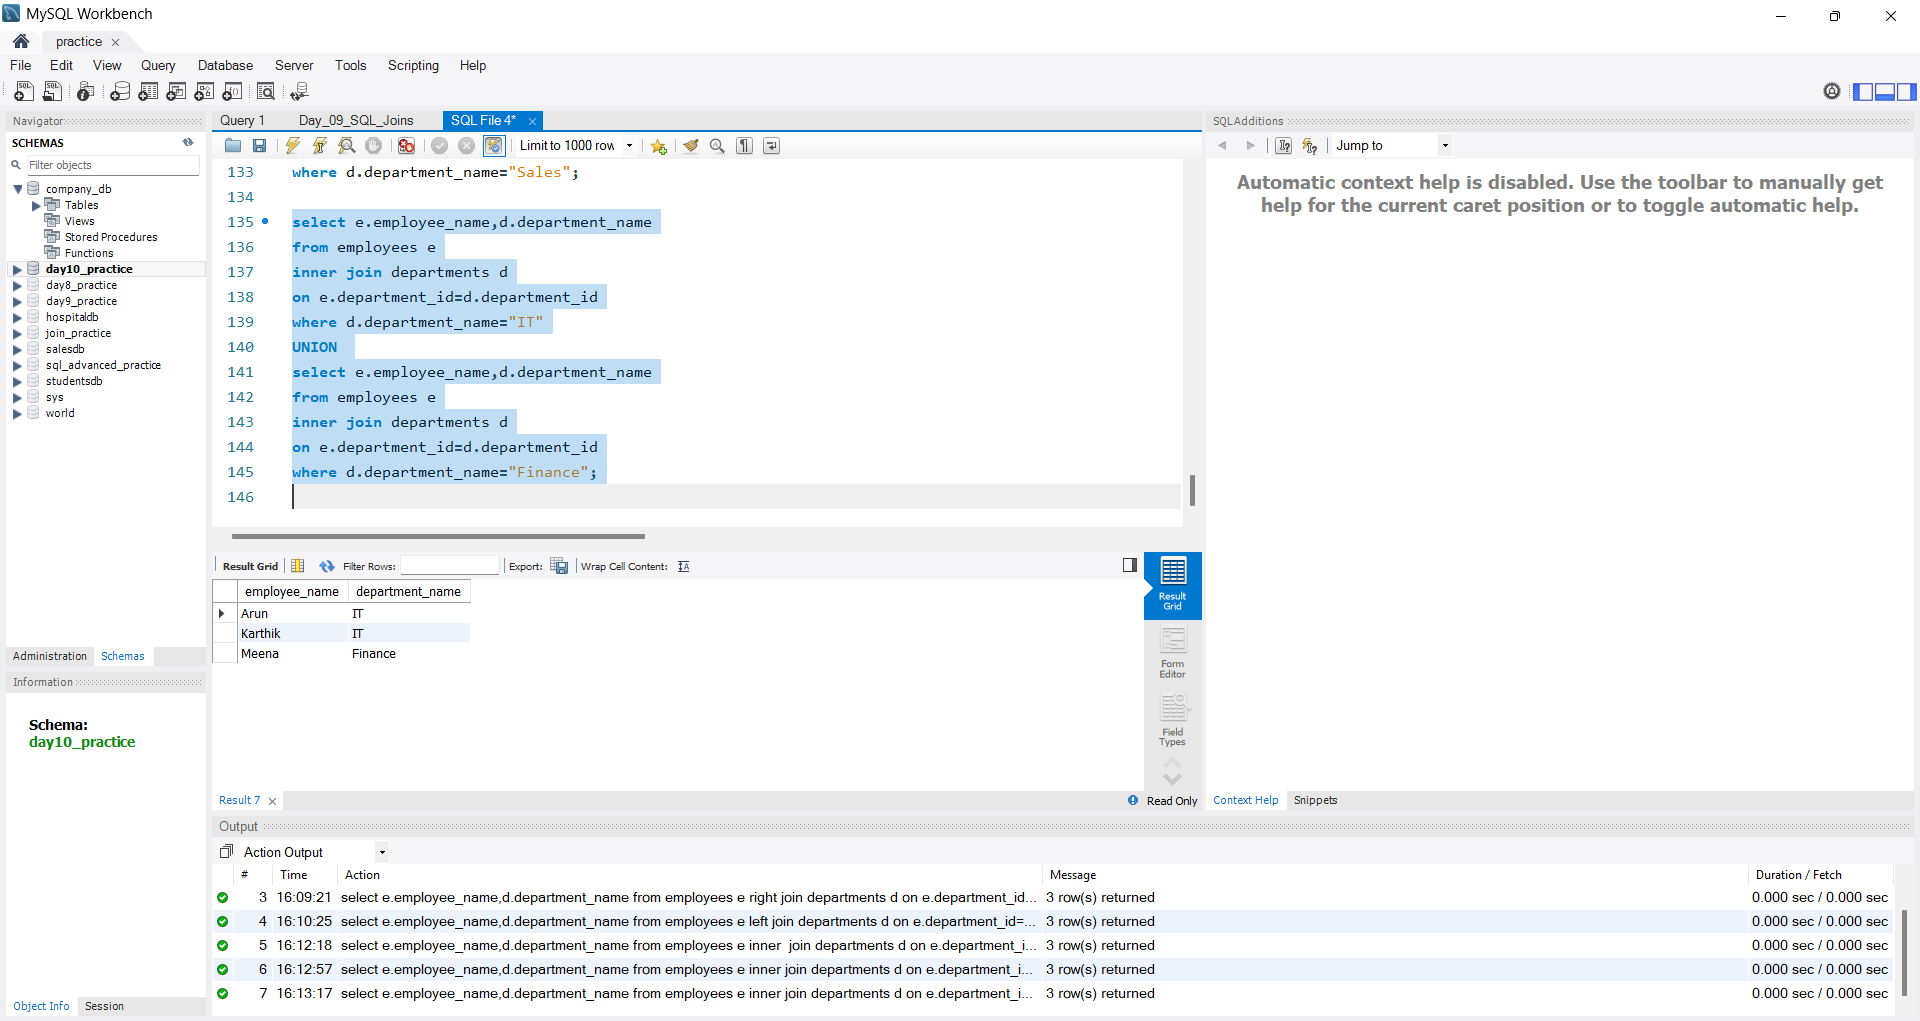 MySQL Workbench
practice
File Edit View Query Database Server Tools Scripting Help
Navigator
SCHEMAS
Filter objects
company_db
Tables
Views
Stored Procedures
Functions
day10_practice
day8_practice
day9_practice
hospitaldb
join_practice
salesdb
sql_advanced_practice
studentsdb
sys
world
Administration Schemas
Information
Schema:
day10_practice
Object Info Session
Query 1 Day_09_SQL_Joins SQL File 4*
Limit to 1000 row
133 where d.department_name="Sales";
134
135 select e.employee_name,d.department_name
136 from employees e
137 inner join departments d
138 on e.department_id=d.department_id
139 where d.department_name="IT"
140 UNION
141 select e.employee_name,d.department_name
142 from employees e
143 inner join departments d
144 on e.department_id=d.department_id
145 where d.department_name="Finance";
146
Result Grid Filter Rows: Export: Wrap Cell Content:
employee_name department_name
Arun IT
Karthik IT
Meena Finance
Result Grid
Form Editor
Field Types
Result 7
Read Only
SQLAdditions
Jump to
Automatic context help is disabled. Use the toolbar to manually get
help for the current caret position or to toggle automatic help.
Context Help Snippets
Output
Action Output
# Time Action Message Duration / Fetch
3 16:09:21 select e.employee_name,d.department_name from employees e right join departments d on e.department_id... 3 row(s) returned 0.000 sec / 0.000 sec
4 16:10:25 select e.employee_name,d.department_name from employees e left join departments d on e.department_id=... 3 row(s) returned 0.000 sec / 0.000 sec
5 16:12:18 select e.employee_name,d.department_name from employees e inner  join departments d on e.department_i... 3 row(s) returned 0.000 sec / 0.000 sec
6 16:12:57 select e.employee_name,d.department_name from employees e inner join departments d on e.department_i... 3 row(s) returned 0.000 sec / 0.000 sec
7 16:13:17 select e.employee_name,d.department_name from employees e inner join departments d on e.department_i... 3 row(s) returned 0.000 sec / 0.000 sec